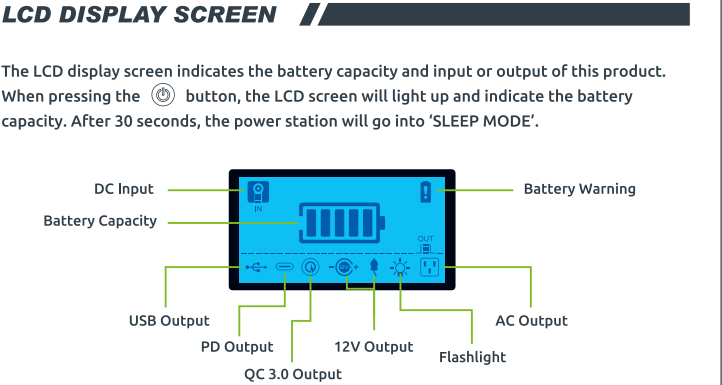 LCD DISPLAY SCREEN
The LCD display screen indicates the battery capacity and input or output of this product.
When pressing the button, the LCD screen will light up and indicate the battery
capacity. After 30 seconds, the power station will go into ‘SLEEP MODE’.
DC Input
Battery Warning
IN
Battery Capacity
OUT
USB Output
AC Output
PD Output
12V Output
Flashlight
QC 3.0 Output